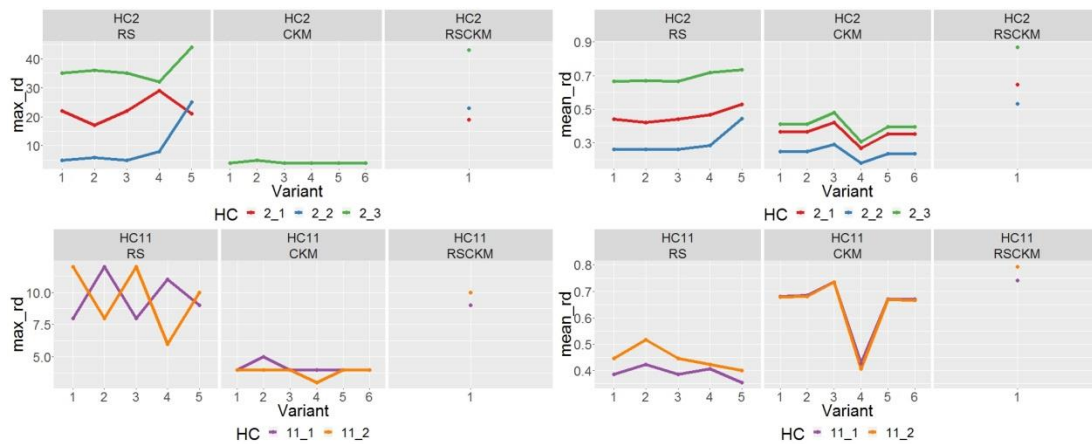 HC2 HC2 HC2
RS CKM RSCKM
max_rd
40
30
20
10
1 2 3 4 5 1 2 3 4 5 6 1
Variant
HC 2_1 2_2 2_3
HC2 HC2 HC2
RS CKM RSCKM
mean_rd
0.9
0.7
0.5
0.3
1 2 3 4 5 1 2 3 4 5 6 1
Variant
HC 2_1 2_2 2_3
HC11 HC11 HC11
RS CKM RSCKM
max_rd
10.0
7.5
5.0
1 2 3 4 5 1 2 3 4 5 6 1
Variant
HC 11_1 11_2
HC11 HC11 HC11
RS CKM RSCKM
mean_rd
0.8
0.7
0.6
0.5
0.4
1 2 3 4 5 1 2 3 4 5 6 1
Variant
HC 11_1 11_2